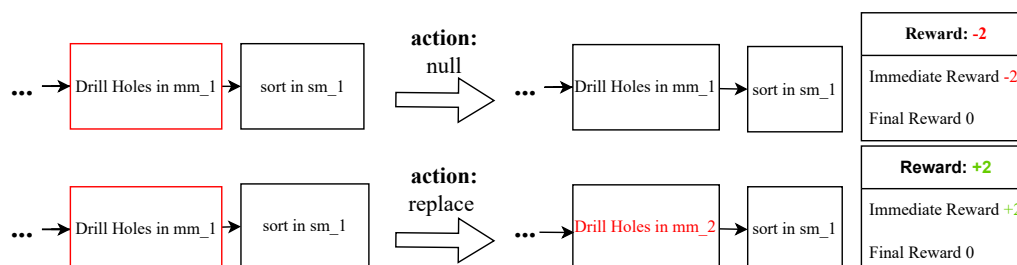 ... Drill Holes in mm_1 sort in sm_1
action:
null
... Drill Holes in mm_1 sort in sm_1
Reward: -2
Immediate Reward -2
Final Reward 0
... Drill Holes in mm_1 sort in sm_1
action:
replace
... Drill Holes in mm_2 sort in sm_1
Reward: +2
Immediate Reward +2
Final Reward 0